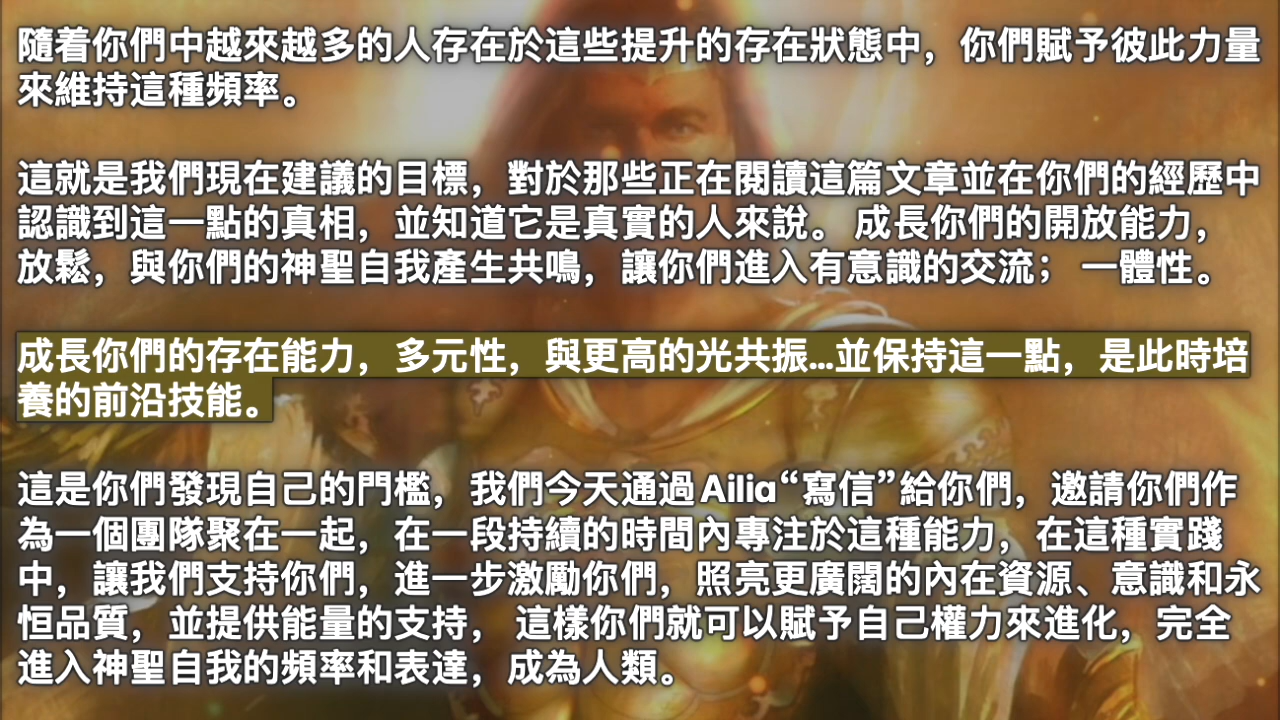 隨着你們中越來越多的人存在於這些提升的存在狀態中，你們賦予彼此力量
來維持這種頻率。
這就是我們現在建議的目標，對於那些正在閱讀這篇文章並在你們的經歷中
認識到這一點的真相，並知道它是真實的人來說。 成長你們的開放能力，
放鬆，與你們的神聖自我產生共鳴，讓你們進入有意識的交流； 一體性。
成長你們的存在能力，多元性，與更高的光共振...並保持這一點，是此時培
養的前沿技能。
這是你們發現自己的門檻，我們今天通過Ailia“寫信”給你們，邀請你們作
為一個團隊聚在一起，在一段持續的時間內專注於這種能力，在這種實踐
中，讓我們支持你們，進一步激勵你們，照亮更廣闊的內在資源、意識和永
恒品質，並提供能量的支持， 這樣你們就可以賦予自己權力來進化，完全
進入神聖自我的頻率和表達，成為人類。